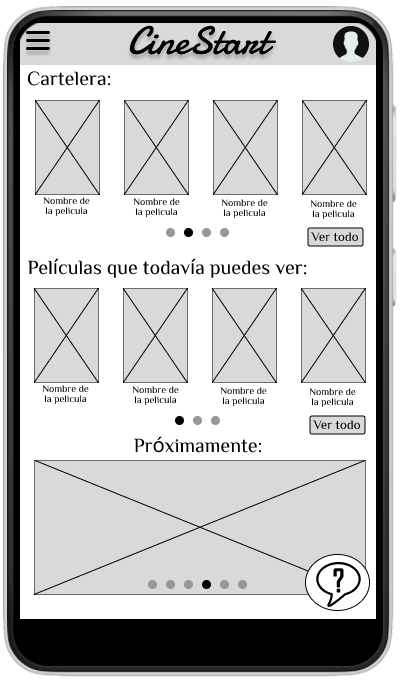 CineStart
Cartelera:
Nombre de
la pelicula
Nombre de
la pelicula
Nombre de
la pelicula
Nombre de
la pelicula
Ver todo
Películas que todavía puedes ver:
Nombre de
la pelicula
Nombre de
la pelicula
Nombre de
la pelicula
Nombre de
la pelicula
Ver todo
Próximamente:
?